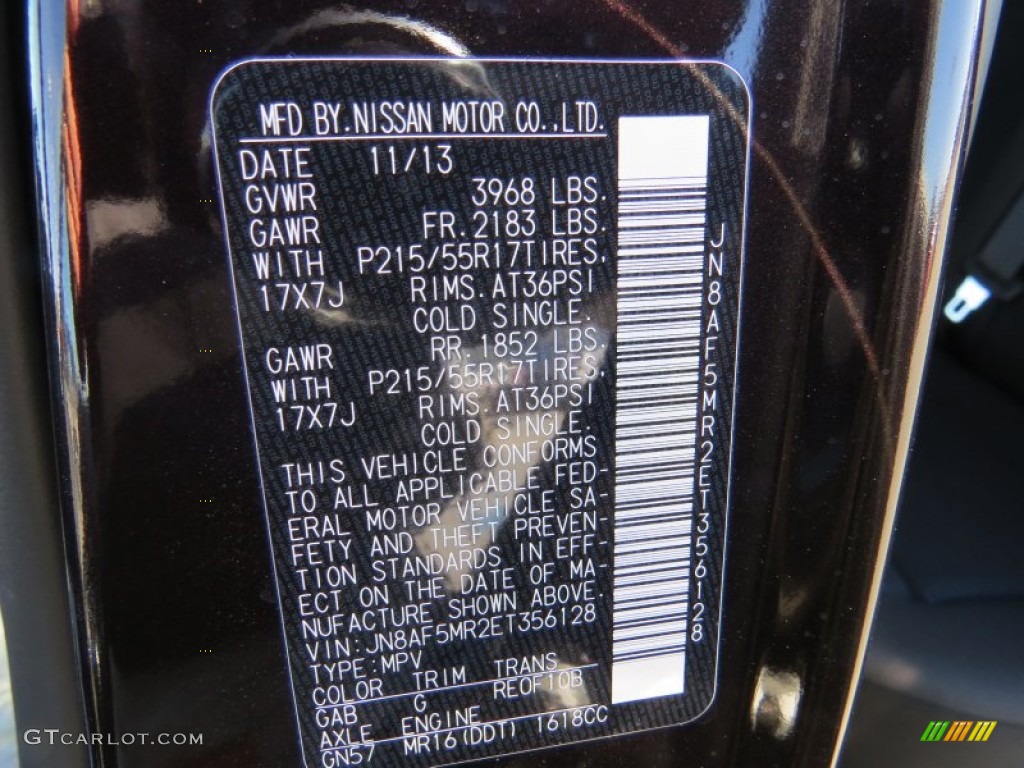 MFD BY.NISSAN MOTOR CO.,LTD.
DATE 11/13
GVWR 3968 LBS.
GAWR FR.2183 LBS.
WITH P215/55R17TIRES.
17X7J RIMS.AT36PSI
COLD SINGLE.
GAWR RR.1852 LBS.
WITH P215/55R17TIRES.
17X7J RIMS.AT36PSI
COLD SINGLE.
THIS VEHICLE CONFORMS
TO ALL APPLICABLE FED-
ERAL MOTOR VEHICLE SA-
FETY AND THEFT PREVEN-
TION STANDARDS IN EFF-
ECT ON THE DATE OF MA-
NUFACTURE SHOWN ABOVE.
VIN:JN8AF5MR2ET356128
TYPE:MPV
COLOR TRIM TRANS
GAB G REOF10B
AXLE ENGINE
GN57 MR16(DDT) 1618CC
JN8AF5MR2ET356128
GTCARLOT.COM